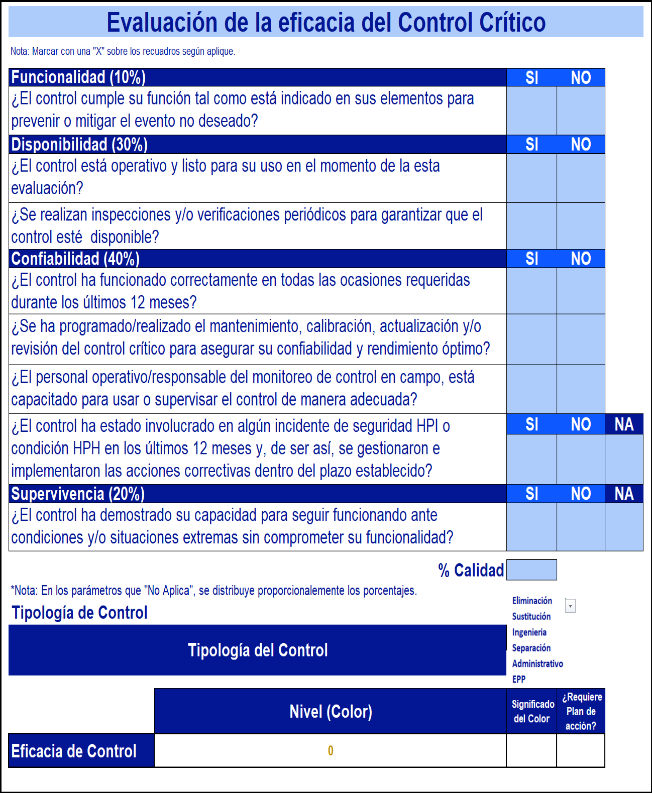 Evaluación de la eficacia del Control Crítico
Nota: Marcar con una "X" sobre los recuadros según aplique.
Funcionalidad (10%) SI NO
¿El control cumple su función tal como está indicado en sus elementos para
prevenir o mitigar el evento no deseado?
Disponibilidad (30%) SI NO
¿El control está operativo y listo para su uso en el momento de la esta
evaluación?
¿Se realizan inspecciones y/o verificaciones periódicos para garantizar que el
control esté disponible?
Confiabilidad (40%) SI NO
¿El control ha funcionado correctamente en todas las ocasiones requeridas
durante los últimos 12 meses?
¿Se ha programado/realizado el mantenimiento, calibración, actualización y/o
revisión del control crítico para asegurar su confiabilidad y rendimiento óptimo?
¿El personal operativo/responsable del monitoreo de control en campo, está
capacitado para usar o supervisar el control de manera adecuada?
¿El control ha estado involucrado en algún incidente de seguridad HPI o SI NO NA
condición HPH en los últimos 12 meses y, de ser así, se gestionaron e
implementaron las acciones correctivas dentro del plazo establecido?
Supervivencia (20%) SI NO NA
¿El control ha demostrado su capacidad para seguir funcionando ante
condiciones y/o situaciones extremas sin comprometer su funcionalidad?
% Calidad
*Nota: En los parámetros que "No Aplica", se distribuye proporcionalmente los porcentajes.
Tipología de Control
Tipología del Control
Eliminación
Sustitución
Ingeniería
Separación
Administrativo
EPP
Nivel (Color)
Significado
del Color
¿Requiere
Plan de
acción?
Eficacia de Control 0